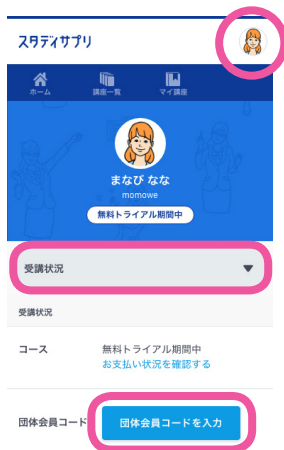 スタディサプリ
ホーム
講座一覧
マイ講座
まなび なな
momowe
無料トライアル期間中
受講状況 ▼
受講状況
コース
無料トライアル期間中
お支払い状況を確認する
団体会員コード
団体会員コードを入力